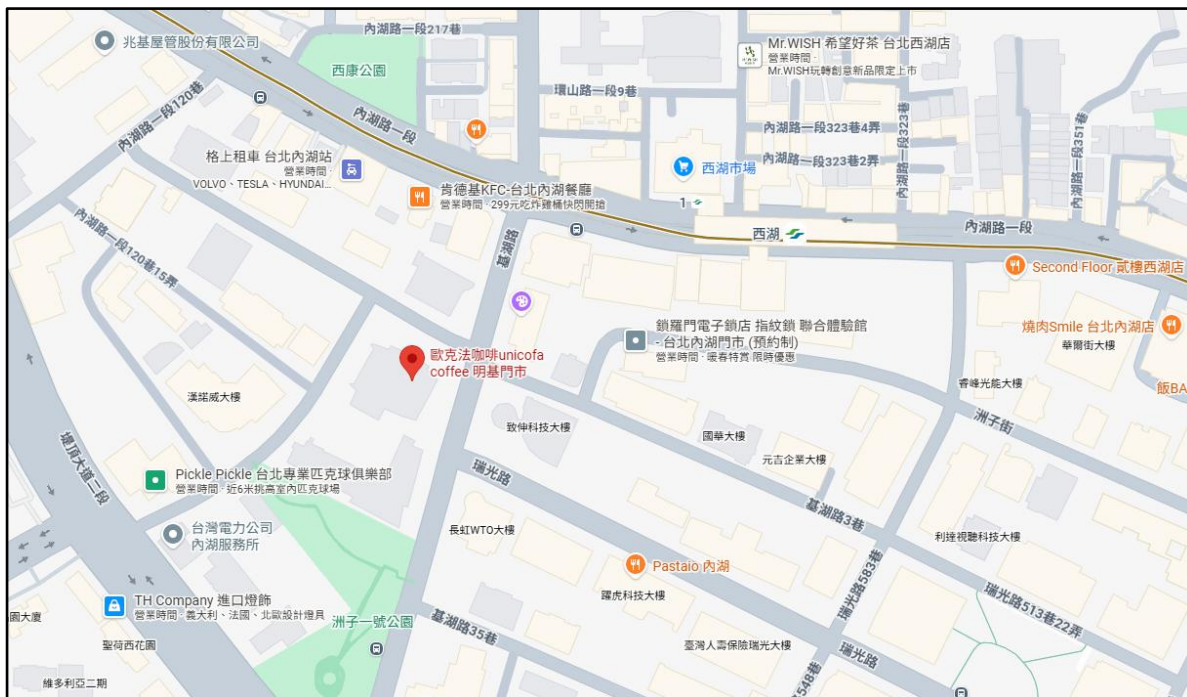 兆基屋管股份有限公司
內湖路一段217巷
西康公園
Mr.WISH 希望好茶 台北西湖店
營業時間·
Mr.WISH玩轉創意新品限定上市
環山路一段9巷
內湖路一段
內湖路一段120巷
內湖路一段323巷4弄
內湖路一段323巷2弄
內湖路一段323巷
內湖路一段351巷
格上租車 台北內湖站
營業時間·
VOLVO、TESLA、HYUNDAI...
西湖市場
肯德基KFC-台北內湖餐廳
營業時間·299元吃炸雞桶快閃開搶
1
西湖
內湖路一段
基湖路
內湖路一段120巷15弄
Second Floor 貳樓西湖店
鎖羅門電子鎖店 指紋鎖 聯合體驗館
- 台北內湖門市 (預約制)
營業時間·暖春特賞·限時優惠
燒肉Smile 台北內湖店
華爾街大樓
歐克法咖啡unicofa
coffee 明基門市
睿峰光能大樓
飯BA
漢諾威大樓
致伸科技大樓
國華大樓
洲子街
元吉企業大樓
堤頂大道二段
Pickle Pickle 台北專業匹克球俱樂部
營業時間·近6米挑高室內匹克球場
瑞光路
基湖路3巷
台灣電力公司
內湖服務所
長虹WTO大樓
利達視聽科技大樓
Pastaio 內湖
瑞光路583巷
瑞光路513巷22弄
TH Company 進口燈飾
營業時間·義大利、法國、北歐設計燈具
躍虎科技大樓
園大廈
洲子一號公園
基湖路35巷
聖荷西花園
臺灣人壽保險瑞光大樓
瑞光路
維多利亞二期
548巷